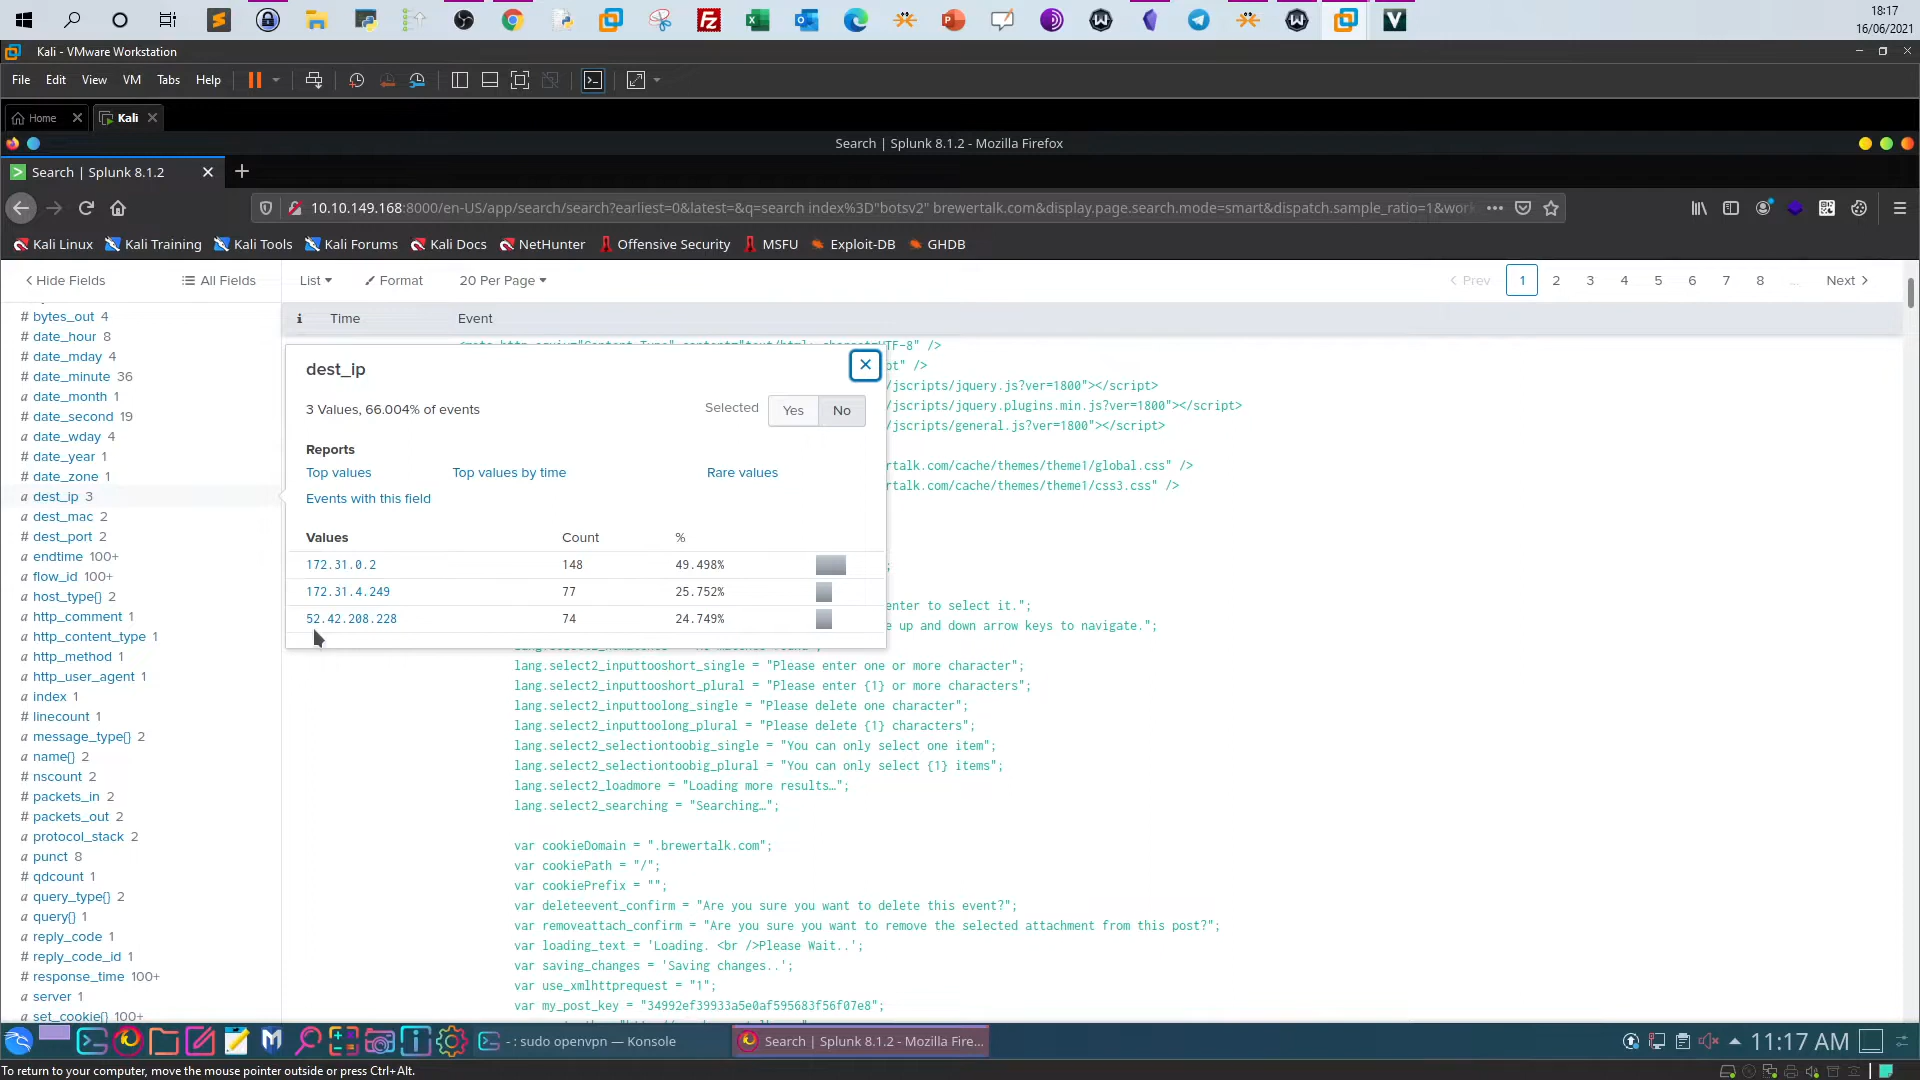 18:17
16/06/2021
Kali - VMware Workstation
File Edit View VM Tabs Help
Home Kali
Search | Splunk 8.1.2 - Mozilla Firefox
Search | Splunk 8.1.2
10.10.149.168:8000/en-US/app/search/search?earliest=0&latest=&q=search index%3D"botsv2" brewertalk.com&display.page.search.mode=smart&dispatch.sample_ratio=1&work
Kali Linux Kali Training Kali Tools Kali Forums Kali Docs NetHunter Offensive Security MSFU Exploit-DB GHDB
Hide Fields All Fields List Format 20 Per Page < Prev 1 2 3 4 5 6 7 8 ... Next >
i Time Event
# bytes_out 4
# date_hour 8
# date_mday 4
# date_minute 36
# date_month 1
# date_second 19
# date_wday 4
# date_year 1
# date_zone 1
a dest_ip 3
a dest_mac 2
# dest_port 2
a endtime 100+
a flow_id 100+
a host_type{} 2
a http_comment 1
a http_content_type 1
a http_method 1
a http_user_agent 1
a index 1
# linecount 1
a message_type{} 2
a name{} 2
# nscount 2
# packets_in 2
# packets_out 2
a protocol_stack 2
a punct 8
# qdcount 1
a query_type{} 2
a query{} 1
a reply_code 1
# reply_code_id 1
# response_time 100+
a server 1
a set_cookie{} 100+
dest_ip
3 Values, 66.004% of events
Selected Yes No
Reports
Top values Top values by time Rare values
Events with this field
Values Count %
172.31.0.2 148 49.498%
172.31.4.249 77 25.752%
52.42.208.228 74 24.749%
<meta http-equiv="Content-Type" content="text/html; charset=UTF-8" />
pt" />
/jscripts/jquery.js?ver=1800"></script>
/jscripts/jquery.plugins.min.js?ver=1800"></script>
/jscripts/general.js?ver=1800"></script>
rtalk.com/cache/themes/theme1/global.css" />
rtalk.com/cache/themes/theme1/css3.css" />
;
enter to select it.";
e up and down arrow keys to navigate.";
lang.select2_inputtooshort_single = "Please enter one or more character";
lang.select2_inputtooshort_plural = "Please enter {1} or more characters";
lang.select2_inputtoolong_single = "Please delete one character";
lang.select2_inputtoolong_plural = "Please delete {1} characters";
lang.select2_selectiontoobig_single = "You can only select one item";
lang.select2_selectiontoobig_plural = "You can only select {1} items";
lang.select2_loadmore = "Loading more results…";
lang.select2_searching = "Searching…";
var cookieDomain = ".brewertalk.com";
var cookiePath = "/";
var cookiePrefix = "";
var deleteevent_confirm = "Are you sure you want to delete this event?";
var removeattach_confirm = "Are you sure you want to remove the selected attachment from this post?";
var loading_text = 'Loading. <br />Please Wait..';
var saving_changes = 'Saving changes..';
var use_xmlhttprequest = "1";
var my_post_key = "34992ef39933a5e0af595683f56f07e8";
- : sudo openvpn — Konsole
Search | Splunk 8.1.2 - Mozilla Fire...
11:17 AM
To return to your computer, move the mouse pointer outside or press Ctrl+Alt.